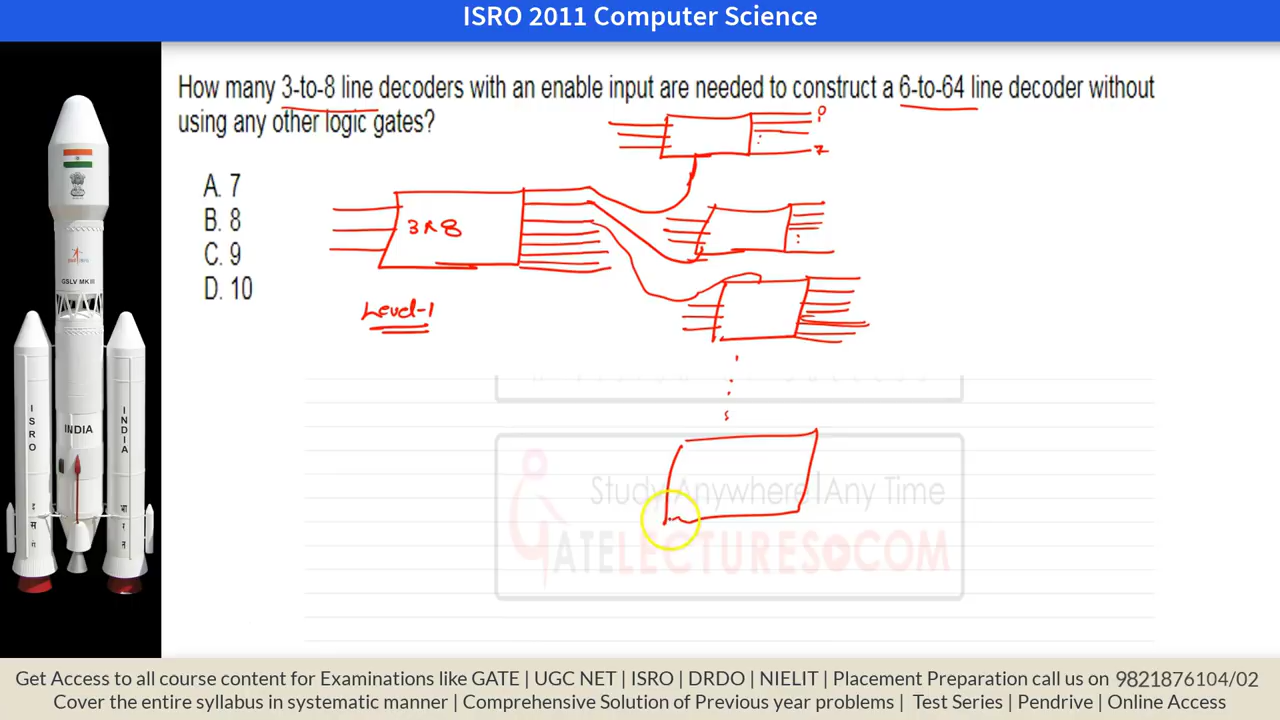 ISRO 2011 Computer Science
How many 3-to-8 line decoders with an enable input are needed to construct a 6-to-64 line decoder without
using any other logic gates?
0
1
7
A. 7
B. 8
C. 9
D. 10
3x8
Level-1
GSLV MK III
INDIA
ISRO
INDIA
Study Anywhere | Any Time
GATELECTURES.COM
Get Access to all course content for Examinations like GATE | UGC NET | ISRO | DRDO | NIELIT | Placement Preparation call us on 9821876104/02
Cover the entire syllabus in systematic manner | Comprehensive Solution of Previous year problems | Test Series | Pendrive | Online Access